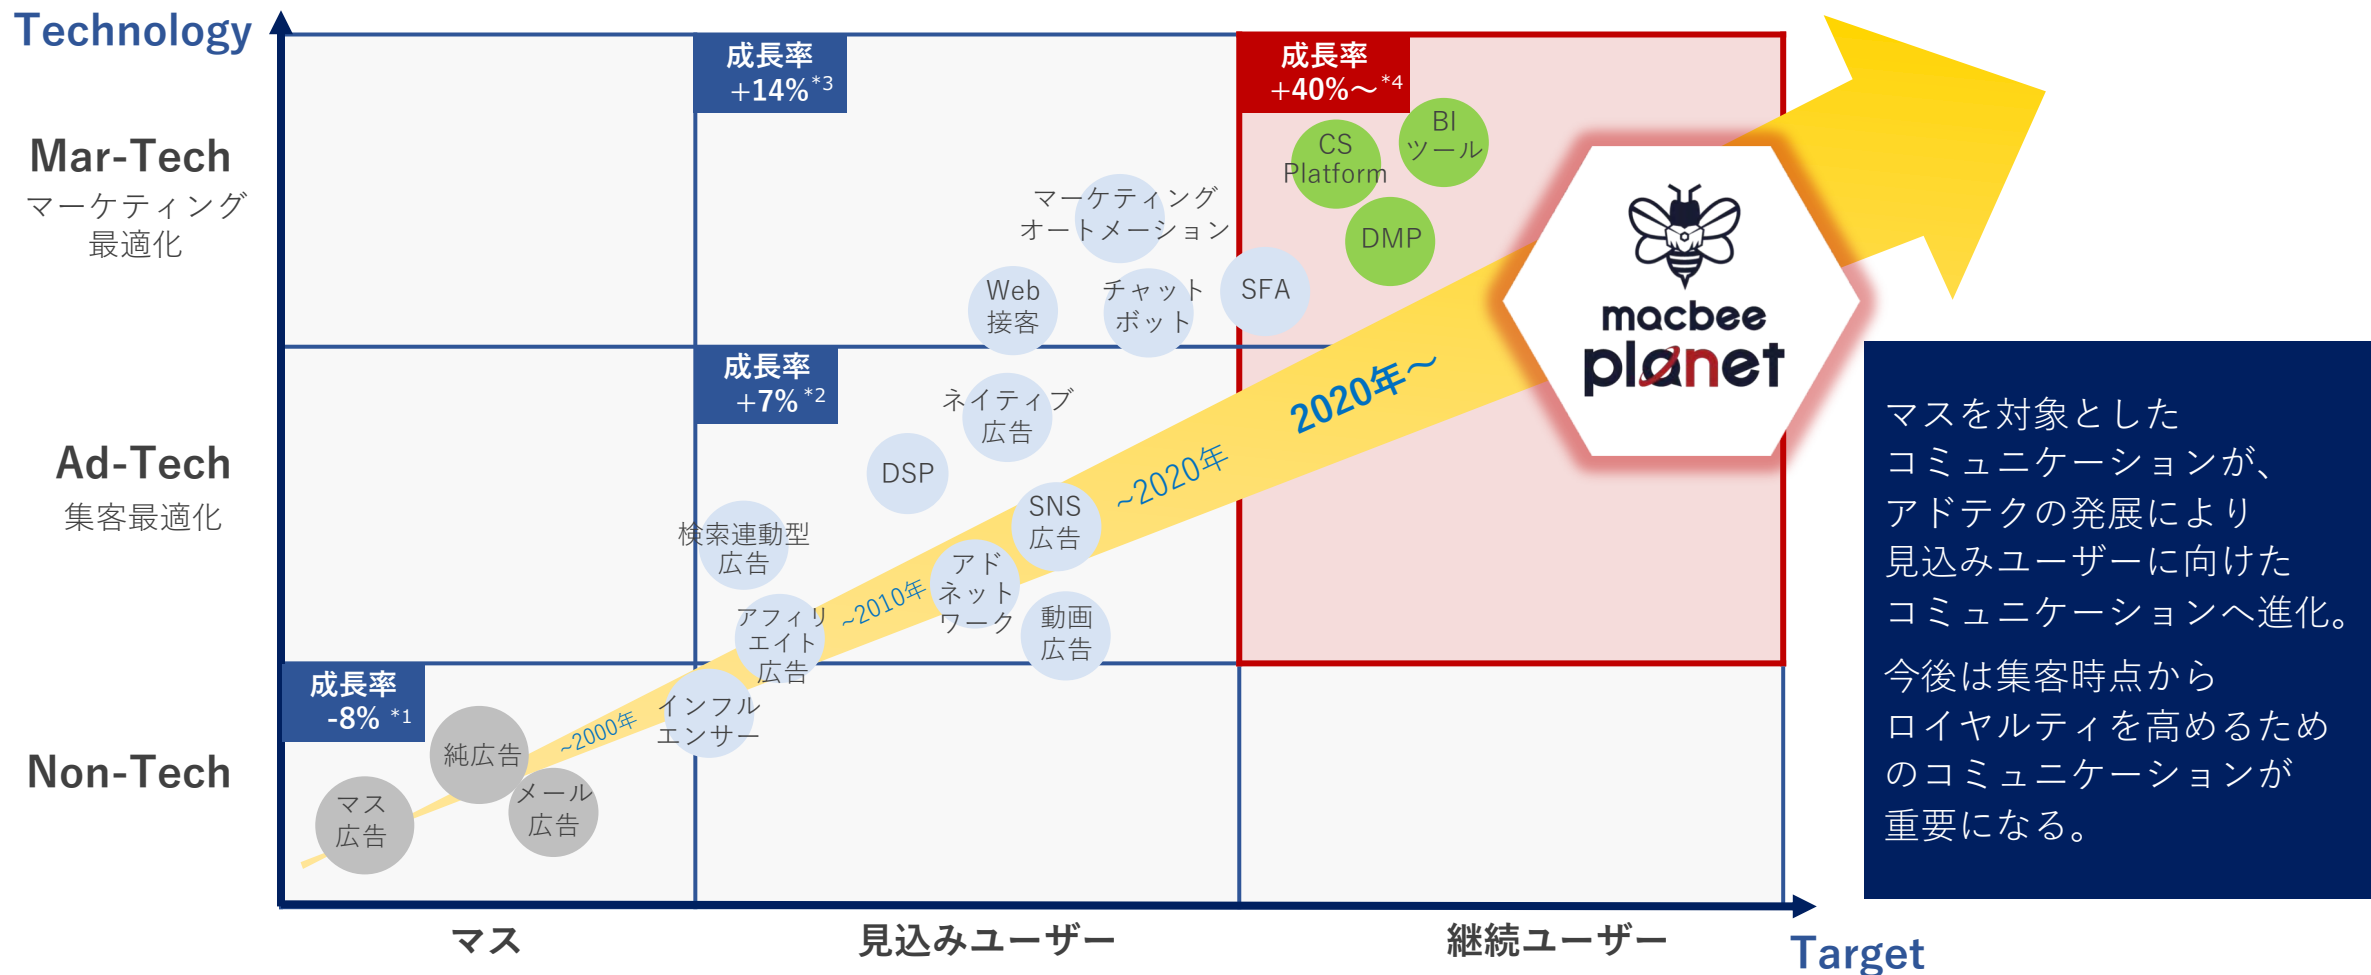 Technology
成長率
+14% *3
成長率
+40%～ *4
Mar-Tech
マーケティング
最適化
マーケティング
オートメーション
CS
Platform
BI
ツール
DMP
Web
接客
チャット
ボット
SFA
macbee
planet
成長率
+7% *2
Ad-Tech
集客最適化
ネイティブ
広告
DSP
検索連動型
広告
SNS
広告
アド
ネット
ワーク
動画
広告
アフィリ
エイト
広告
2020年～
~2020年
~2010年
~2000年
成長率
-8% *1
Non-Tech
インフル
エンサー
純広告
マス
広告
メール
広告
マス
見込みユーザー
継続ユーザー
Target
マスを対象とした
コミュニケーションが、
アドテクの発展により
見込みユーザーに向けた
コミュニケーションへ進化。
今後は集客時点から
ロイヤルティを高めるため
のコミュニケーションが
重要になる。